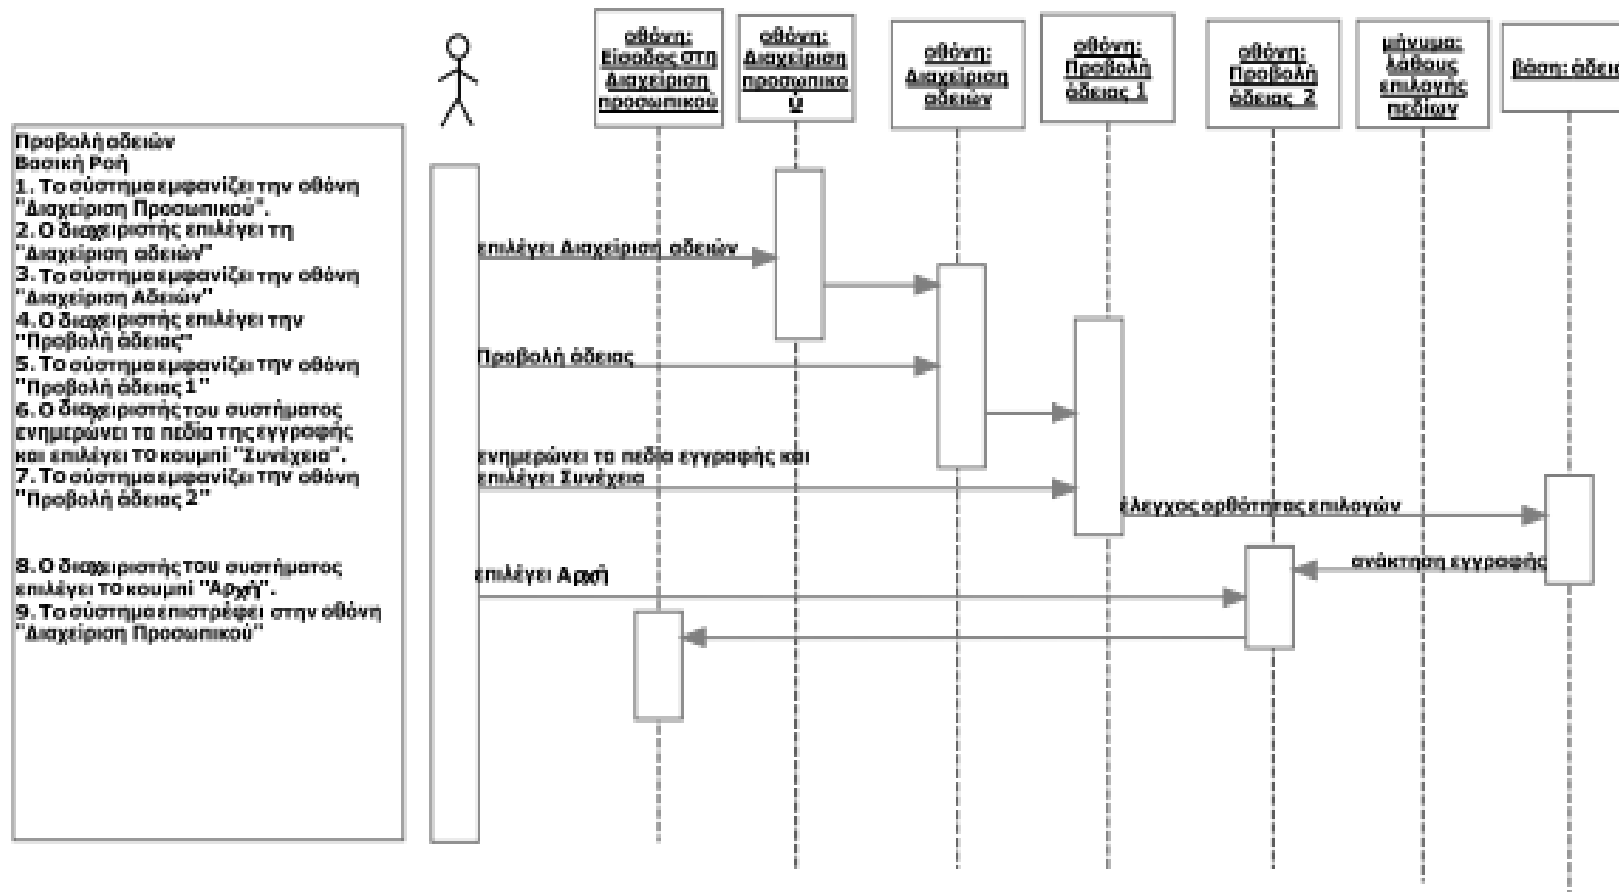 οθόνη:
Είσοδος στη
Διαχείριση
προσωπικού
οθόνη:
Διαχείριση
προσωπικο
ύ
οθόνη:
Διαχείριση
αδειών
οθόνη:
Προβολή
άδειας 1
οθόνη:
Προβολή
άδειας 2
μήνυμα:
λάθους
επιλογής
πεδίων
βάση: άδεια
Προβολή αδειών
Βασική Ροή
1. Το σύστημα εμφανίζει την οθόνη
"Διαχείριση Προσωπικού".
2. Ο διαχειριστής επιλέγει τη
"Διαχείριση αδειών"
3. Το σύστημα εμφανίζει την οθόνη
"Διαχείριση Αδειών"
4. Ο διαχειριστής επιλέγει την
"Προβολή άδειας"
5. Το σύστημα εμφανίζει την οθόνη
"Προβολή άδειας 1"
6. Ο διαχειριστής του συστήματος
ενημερώνει τα πεδία της εγγραφής
και επιλέγει το κουμπί "Συνέχεια".
7. Το σύστημα εμφανίζει την οθόνη
"Προβολή άδειας 2"
8. Ο διαχειριστής του συστήματος
επιλέγει το κουμπί "Αρχή".
9. Το σύστημα επιστρέφει στην οθόνη
"Διαχείριση Προσωπικού"
επιλέγει Διαχείριση αδειών
Προβολή άδειας
ενημερώνει τα πεδία εγγραφής και
επιλέγει Συνέχεια
έλεγχος ορθότητας επιλογών
ανάκτηση εγγραφής
επιλέγει Αρχή